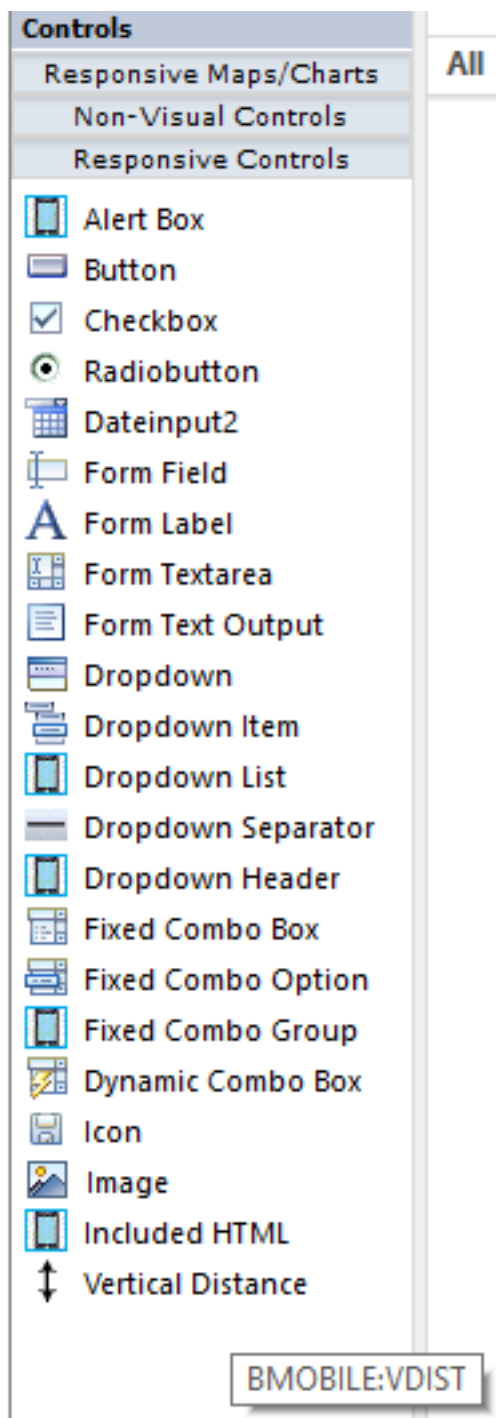 Controls
All
Responsive Maps/Charts
Non-Visual Controls
Responsive Controls
Alert Box
Button
Checkbox
Radiobutton
Dateinput2
Form Field
Form Label
Form Textarea
Form Text Output
Dropdown
Dropdown Item
Dropdown List
Dropdown Separator
Dropdown Header
Fixed Combo Box
Fixed Combo Option
Fixed Combo Group
Dynamic Combo Box
Icon
Image
Included HTML
Vertical Distance
BMOBILE:VDIST